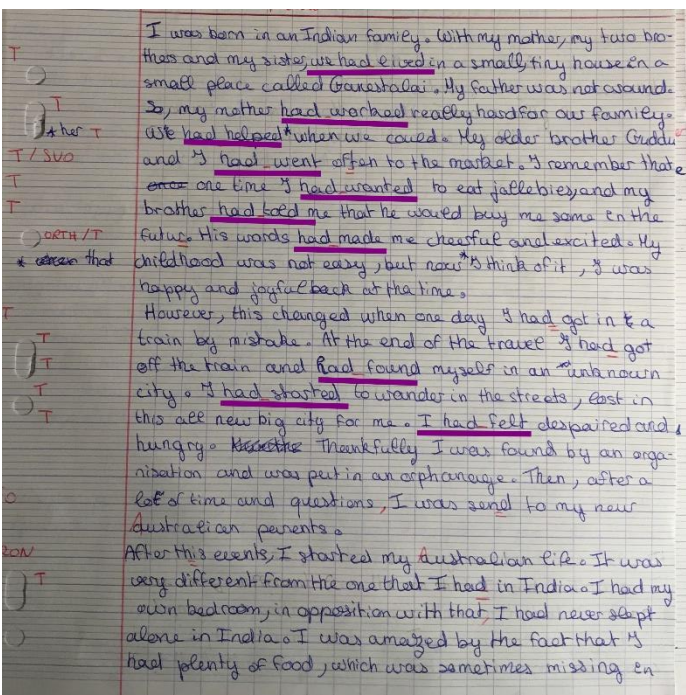 I was born in an Indian family. With my mother, my two bro-
T thers and my sister, we had lived in a small, tiny house in a
small place called Ganestalai. My father was not around.
T So, my mother had worked really hard for our family.
* her T We had helped * when we could. My older brother Guddu
T / SVO and I had went often to the market. I remember that
T one time I had wanted to eat jallebies, and my
T brother had told me that he would buy me some in the
ORTH / T futur. His words had made me cheerful and excited. My
* that childhood was not easy, but now * I think of it, I was
happy and joyful back at tha time.
T However, this changed when one day I had got in a
T train by mistake. At the end of the travel I had got
T off the train and had found myself in an unknown
T city. I had started to wander in the streets, lost in
T this all new big city for me. I had felt despaired and
hungry. Thankfully I was found by an orga-
nisation and was put in an orphanage. Then, after a
lot of time and questions, I was send to my new
Australian parents.
After this events, I started my Australian life. It was
T very different from the one that I had in India. I had my
own bedroom, in opposition with that, I had never slept
alone in India. I was amazed by the fact that I
had plenty of food, which was sometimes missing in